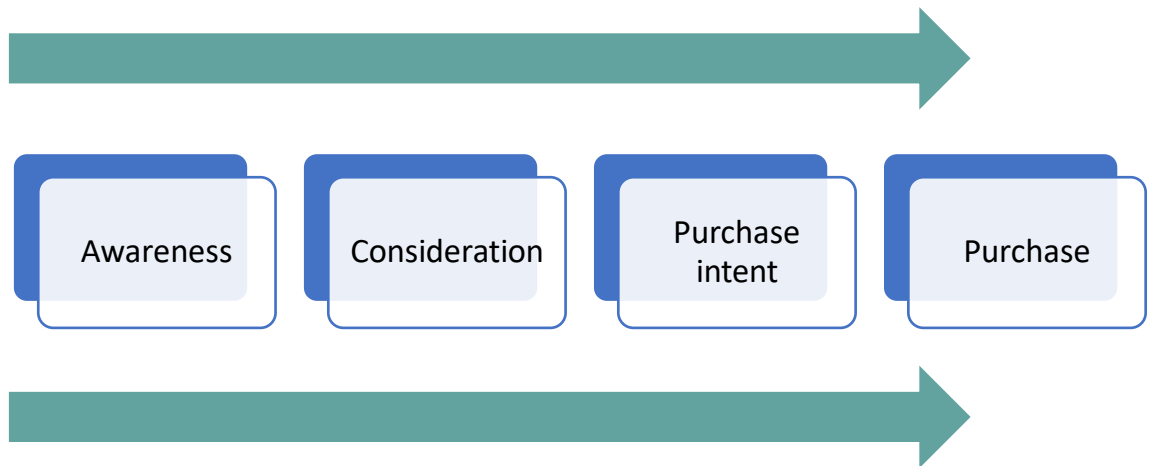 Awareness
Consideration
Purchase
intent
Purchase